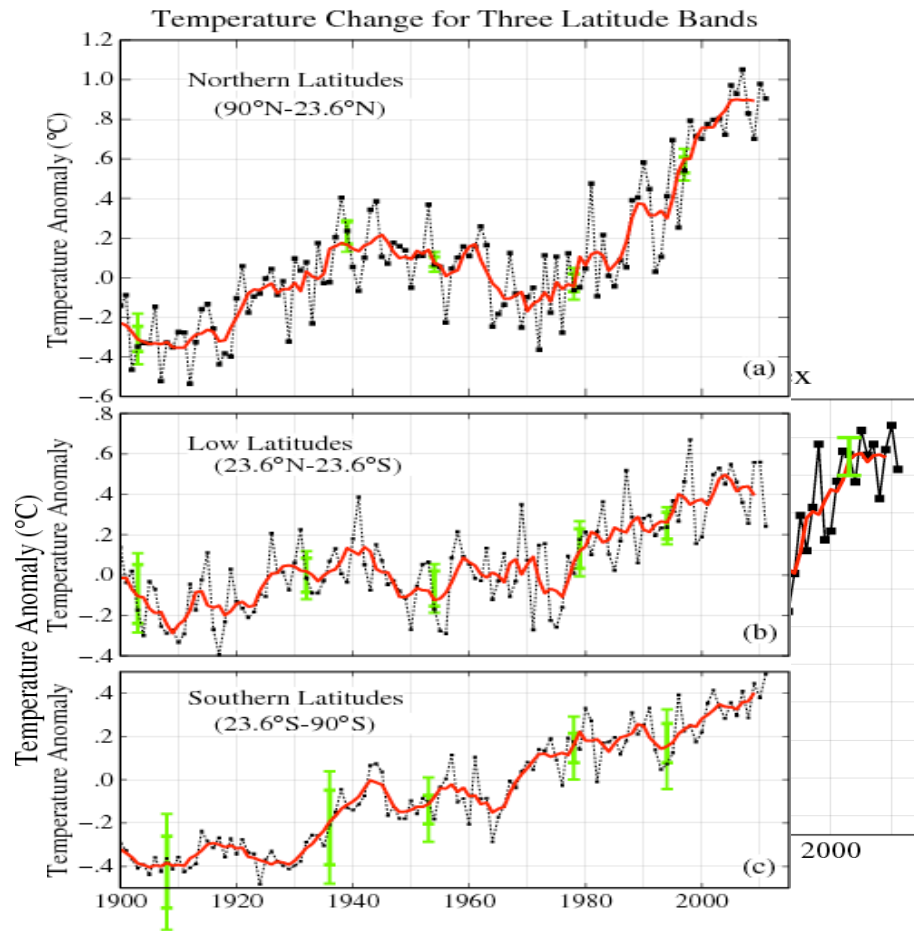 Temperature Change for Three Latitude Bands
1.2
1.0
.8
.6
.4
.2
.0
−.2
−.4
−.6
Temperature Anomaly (°C)
Northern Latitudes
(90°N-23.6°N)
(a)
.8
.6
.4
.2
.0
−.2
−.4
Temperature Anomaly
Low Latitudes
(23.6°N-23.6°S)
(b)
Temperature Anomaly (°C)
.4
.2
.0
−.2
−.4
Temperature Anomaly
Southern Latitudes
(23.6°S-90°S)
(c)
1900
1920
1940
1960
1980
2000
2000